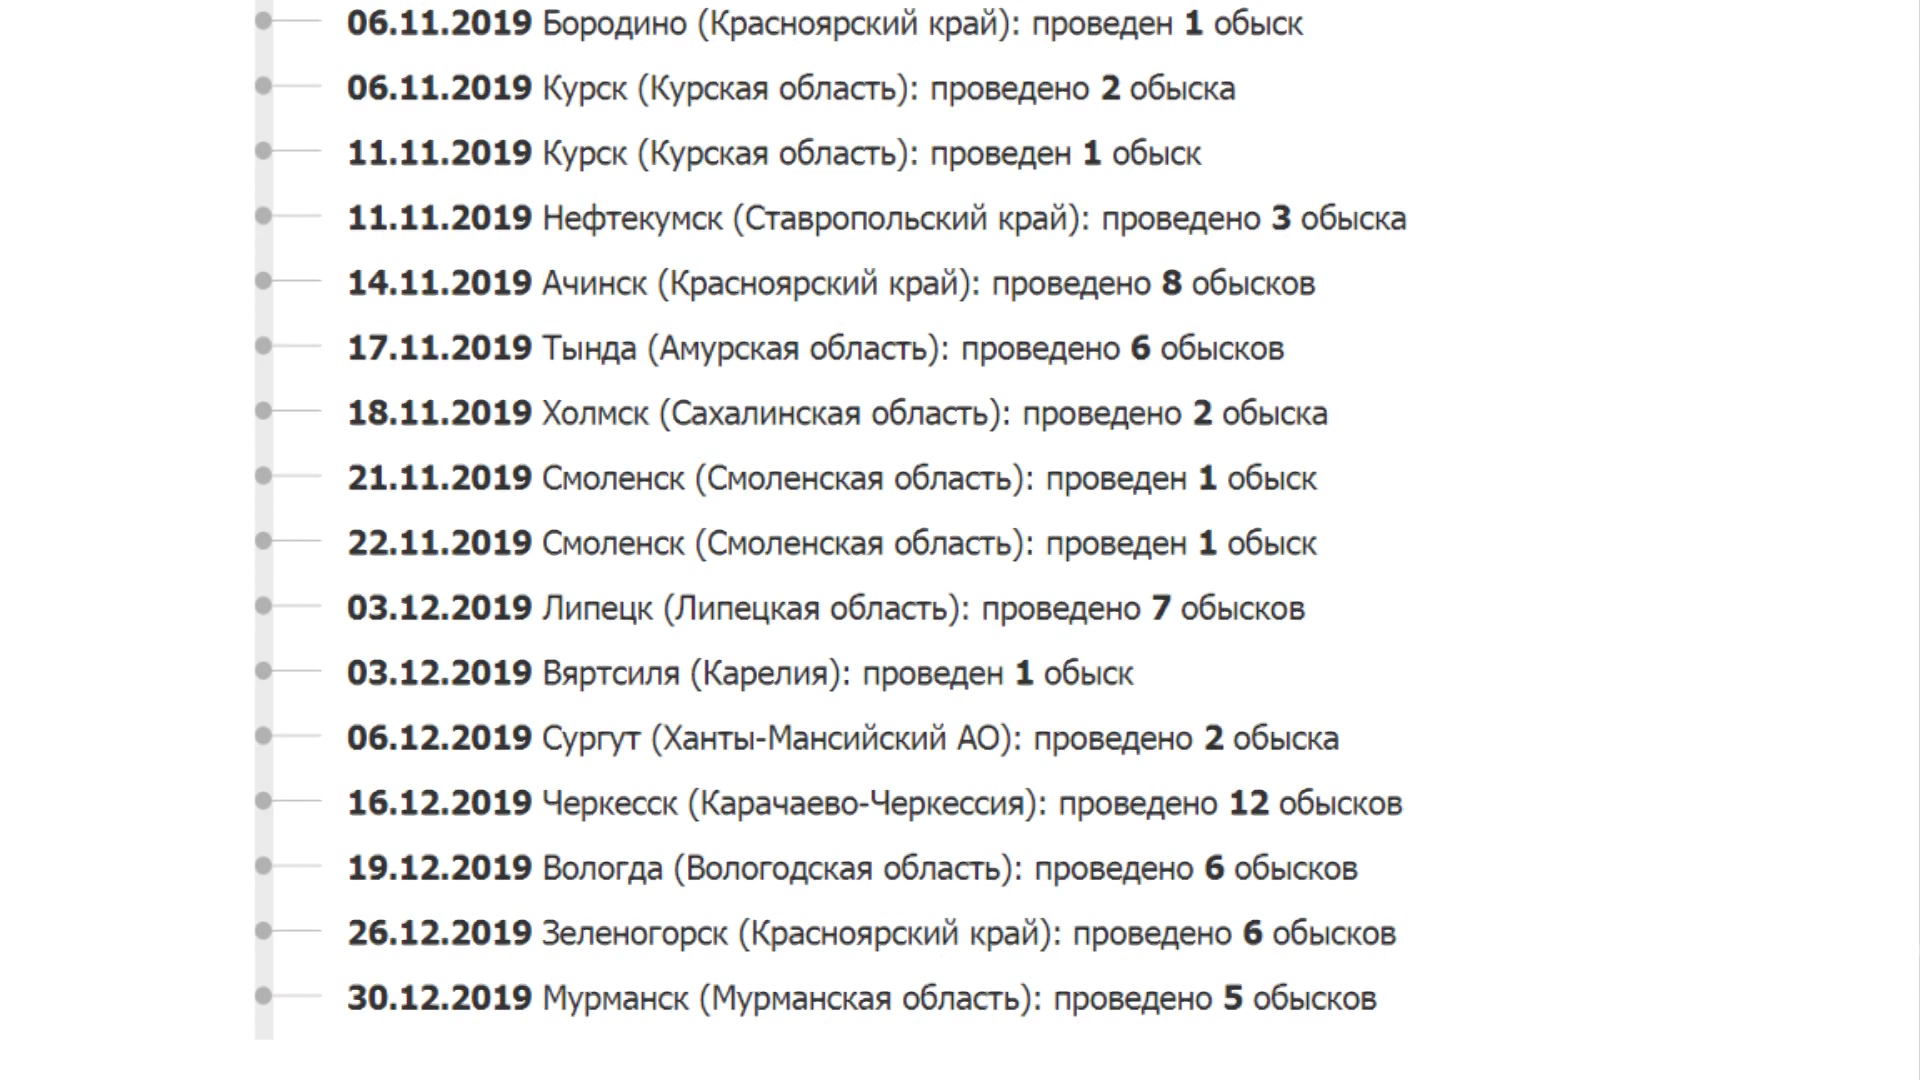 06.11.2019 Бородино (Красноярский край): проведен 1 обыск
06.11.2019 Курск (Курская область): проведено 2 обыска
11.11.2019 Курск (Курская область): проведен 1 обыск
11.11.2019 Нефтекумск (Ставропольский край): проведено 3 обыска
14.11.2019 Ачинск (Красноярский край): проведено 8 обысков
17.11.2019 Тында (Амурская область): проведено 6 обысков
18.11.2019 Холмск (Сахалинская область): проведено 2 обыска
21.11.2019 Смоленск (Смоленская область): проведен 1 обыск
22.11.2019 Смоленск (Смоленская область): проведен 1 обыск
03.12.2019 Липецк (Липецкая область): проведено 7 обысков
03.12.2019 Вяртсиля (Карелия): проведен 1 обыск
06.12.2019 Сургут (Ханты-Мансийский АО): проведено 2 обыска
16.12.2019 Черкесск (Карачаево-Черкессия): проведено 12 обысков
19.12.2019 Вологда (Вологодская область): проведено 6 обысков
26.12.2019 Зеленогорск (Красноярский край): проведено 6 обысков
30.12.2019 Мурманск (Мурманская область): проведено 5 обысков